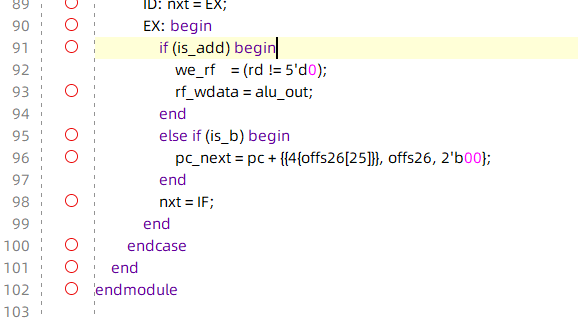 89 ID: nxt = EX;
90 EX: begin
91 if (is_add) begin
92 we_rf = (rd != 5'd0);
93 rf_wdata = alu_out;
94 end
95 else if (is_b) begin
96 pc_next = pc + {{4{offs26[25]}}, offs26, 2'b00};
97 end
98 nxt = IF;
99 end
100 endcase
101 end
102 endmodule
103